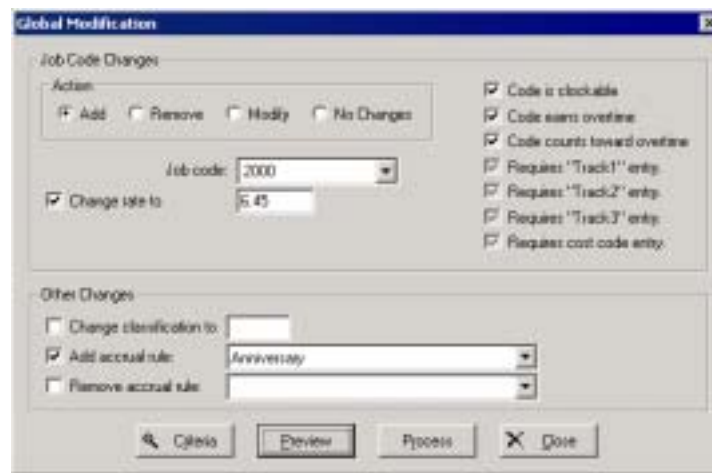 Global Modification
Job Code Changes
Action
Add Remove Modify No Changes
Job code: 2000
Change rate to: 6.45
Code is clockable
Code earns overtime
Code counts toward overtime
Requires "Track1" entry.
Requires "Track2" entry.
Requires "Track3" entry.
Requires cost code entry.
Other Changes
Change classification to:
Add accrual rule: Anniversary
Remove accrual rule:
Criteria Preview Process Close